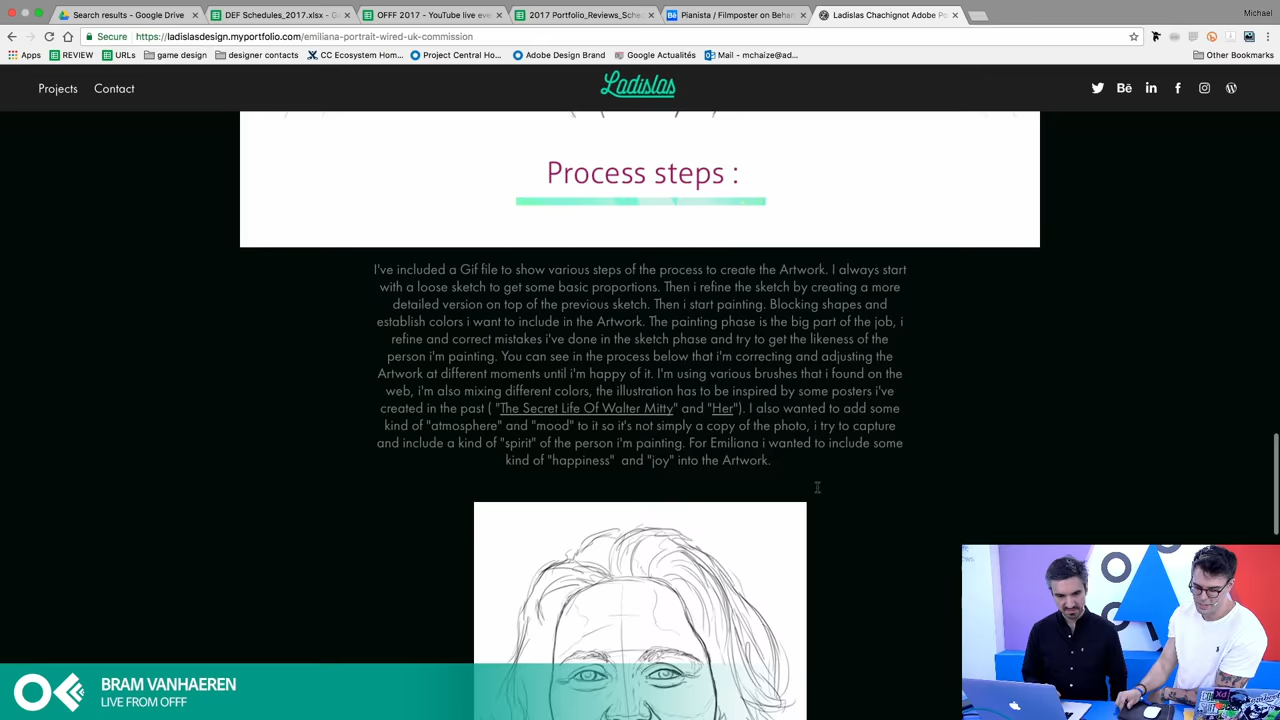 Search results - Google Drive
DEF Schedules_2017.xlsx - G
OFFF 2017 - YouTube live eve
2017 Portfolio_Reviews_Sche
Pianista / Filmposter on Behan
Ladislas Chachignot Adobe Po
Michael
Secure
https://ladislasdesign.myportfolio.com/emiliana-portrait-wired-uk-commission
Apps
REVIEW
URLs
game design
designer contacts
CC Ecosystem Hom...
Project Central Ho...
Adobe Design Brand
Google Actualités
Mail - mchaize@ad...
Other Bookmarks
Projects
Contact
Ladislas
Process steps :
I've included a Gif file to show various steps of the process to create the Artwork. I always start
with a loose sketch to get some basic proportions. Then i refine the sketch by creating a more
detailed version on top of the previous sketch. Then i start painting. Blocking shapes and
establish colors i want to include in the Artwork. The painting phase is the big part of the job, i
refine and correct mistakes i've done in the sketch phase and try to get the likeness of the
person i'm painting. You can see in the process below that i'm correcting and adjusting the
Artwork at different moments until i'm happy of it. I'm using various brushes that i found on the
web, i'm also mixing different colors, the illustration has to be inspired by some posters i've
created in the past ( "The Secret Life Of Walter Mitty" and "Her"). I also wanted to add some
kind of "atmosphere" and "mood" to it so it's not simply a copy of the photo, i try to capture
and include a kind of "spirit" of the person i'm painting. For Emiliana i wanted to include some
kind of "happiness" and "joy" into the Artwork.
BRAM VANHAEREN
LIVE FROM OFFF
Xd